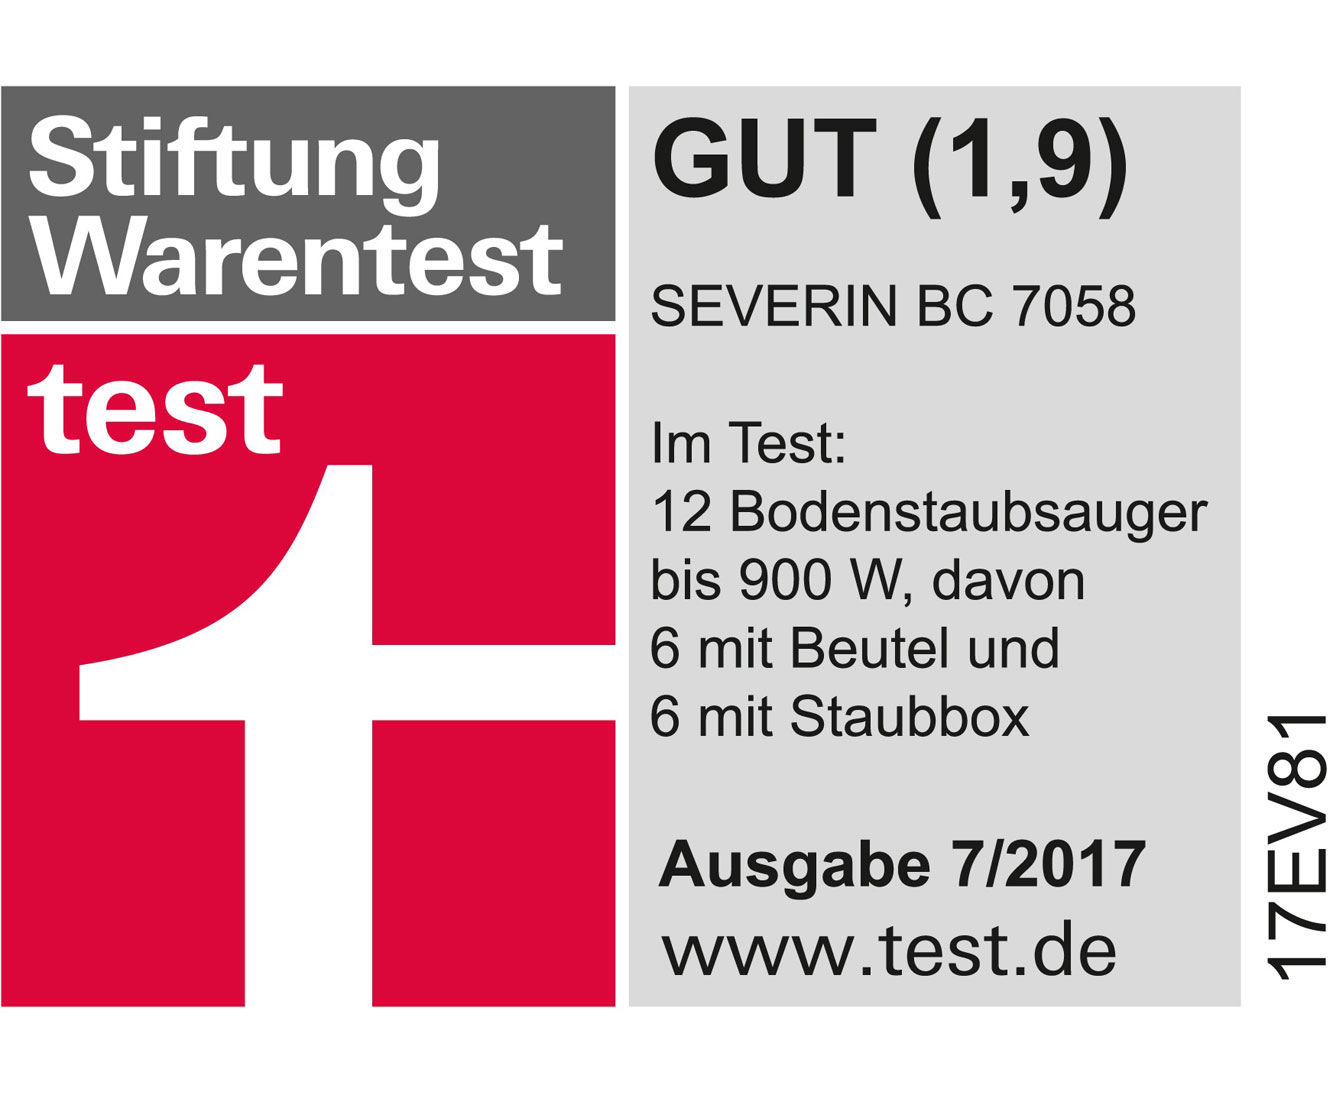 Stiftung
Warentest
test
GUT (1,9)
SEVERIN BC 7058
Im Test:
12 Bodenstaubsauger
bis 900 W, davon
6 mit Beutel und
6 mit Staubbox
Ausgabe 7/2017
www.test.de
17EV81